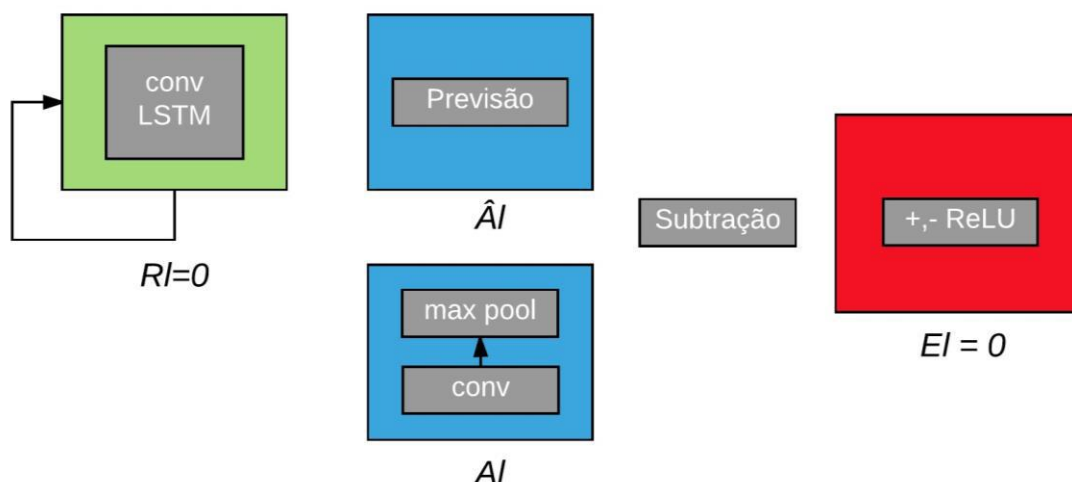 conv
LSTM
Rl=0
Previsão
Âl
max pool
conv
Al
Subtração
+,- ReLU
El = 0